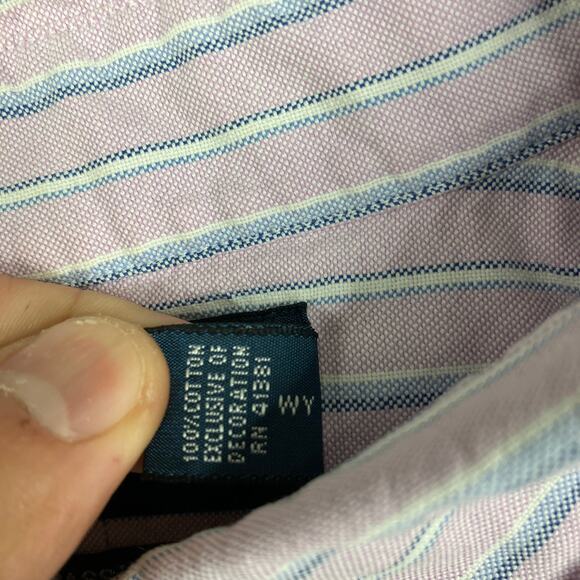 100% COTTON
EXCLUSIVE OF
DECORATION
RN 41381
WY